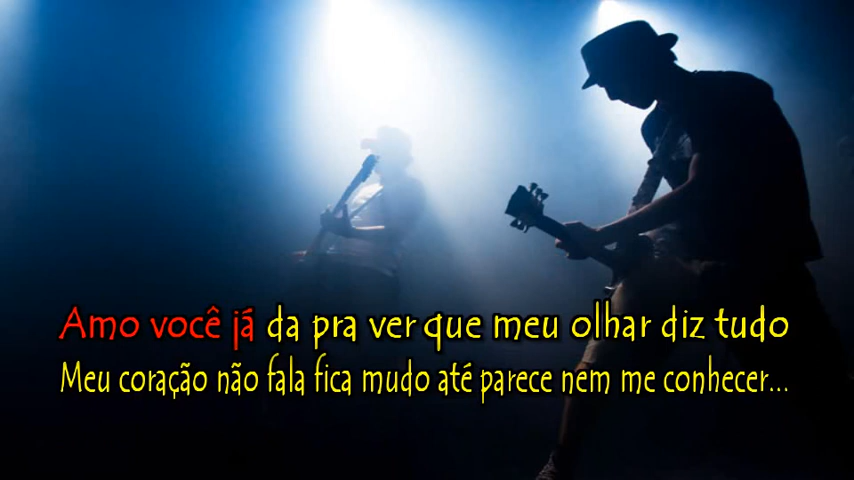 Amo você já da pra ver que meu olhar diz tudo
Meu coração não fala fica mudo até parece nem me conhecer...